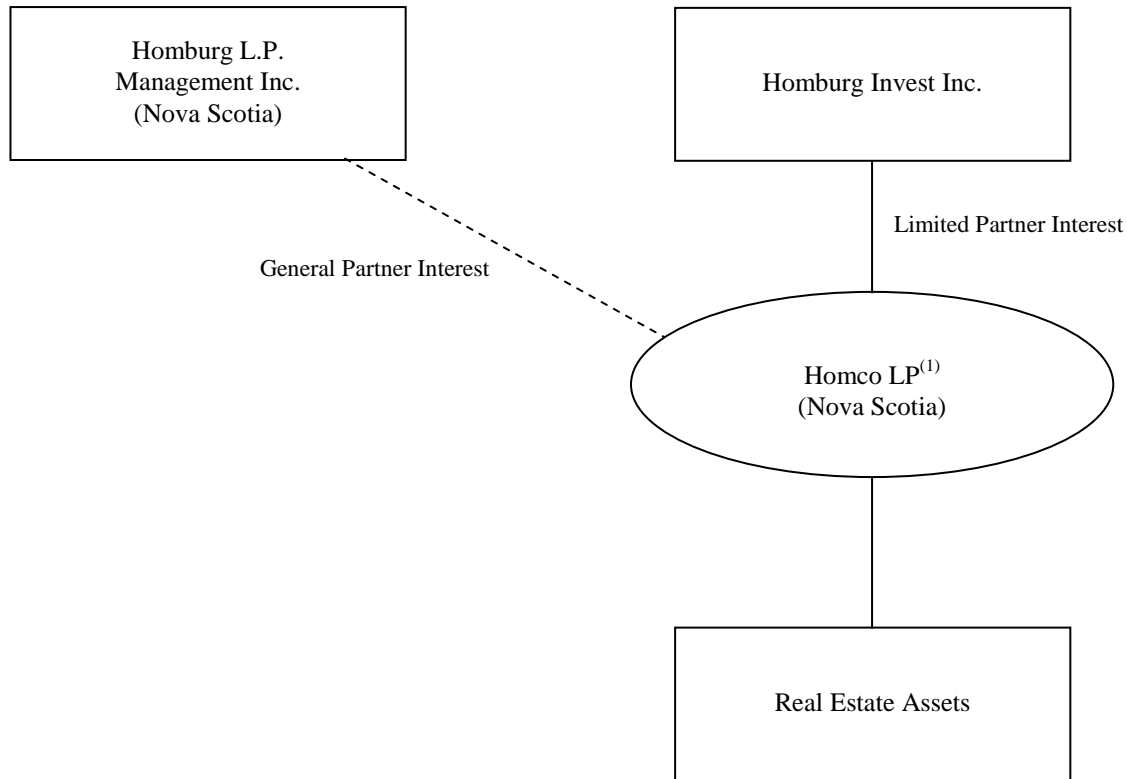 Homburg L.P.
Management Inc.
(Nova Scotia)
Homburg Invest Inc.
Limited Partner Interest
General Partner Interest
Homco LP(1)
(Nova Scotia)
Real Estate Assets